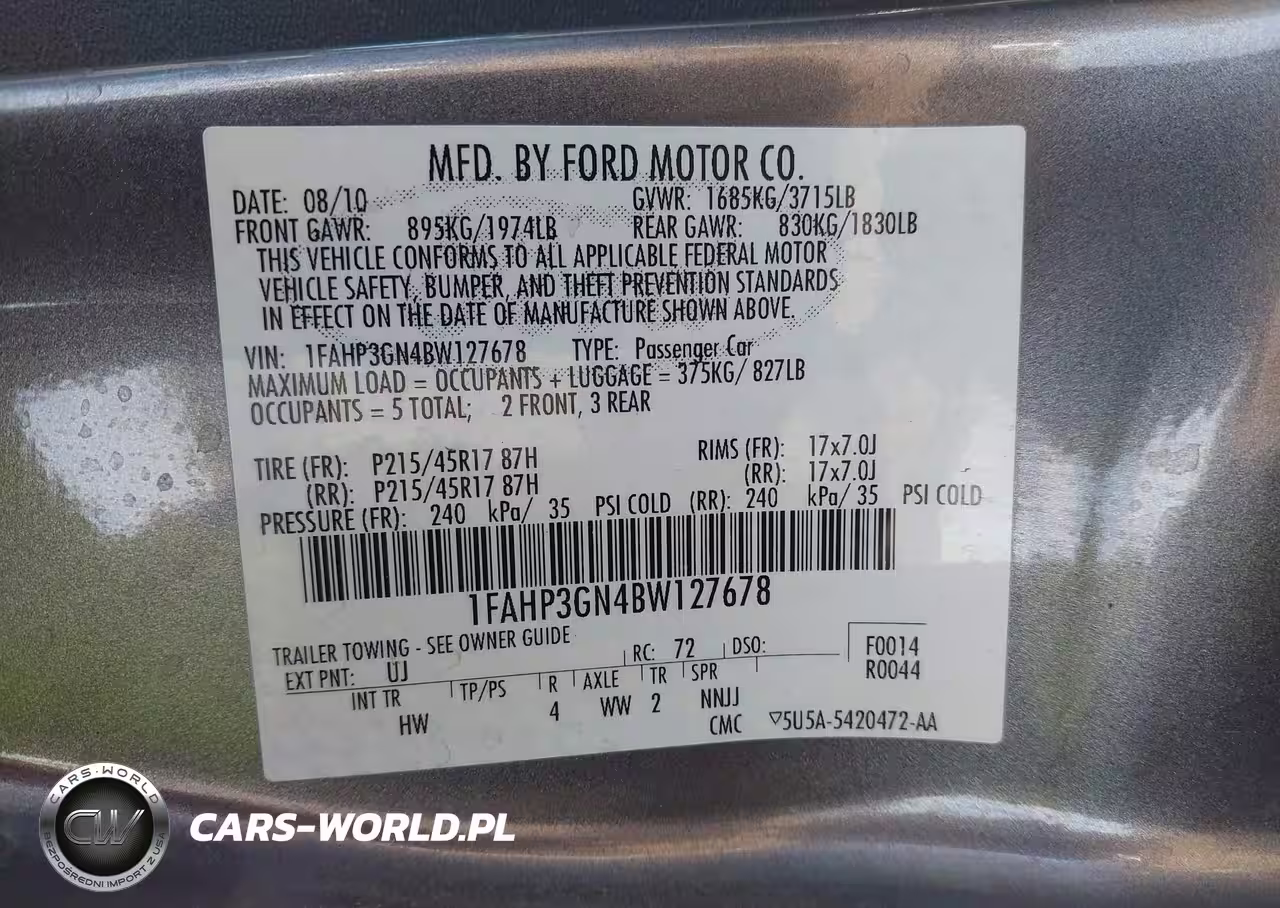 MFD. BY FORD MOTOR CO.
DATE: 08/10 GVWR: 1685KG/3715LB
FRONT GAWR: 895KG/1974LB REAR GAWR: 830KG/1830LB
THIS VEHICLE CONFORMS TO ALL APPLICABLE FEDERAL MOTOR
VEHICLE SAFETY, BUMPER, AND THEFT PREVENTION STANDARDS
IN EFFECT ON THE DATE OF MANUFACTURE SHOWN ABOVE.
VIN: 1FAHP3GN4BW127678 TYPE: Passenger Car
MAXIMUM LOAD = OCCUPANTS + LUGGAGE = 375KG/ 827LB
OCCUPANTS = 5 TOTAL; 2 FRONT, 3 REAR
TIRE (FR): P215/45R17 87H RIMS (FR): 17x7.0J
(RR): P215/45R17 87H (RR): 17x7.0J
PRESSURE (FR): 240 kPa/ 35 PSI COLD (RR): 240 kPa/ 35 PSI COLD
1FAHP3GN4BW127678
TRAILER TOWING - SEE OWNER GUIDE RC: 72 DSO: F0014
EXT PNT: UJ R0044
INT TR TP/PS R AXLE TR SPR
HW 4 WW 2 NNJJ
CMC ▽5U5A-5420472-AA
CARS-WORLD
CW
BEZPOŚREDNI IMPORT Z USA
CARS-WORLD.PL